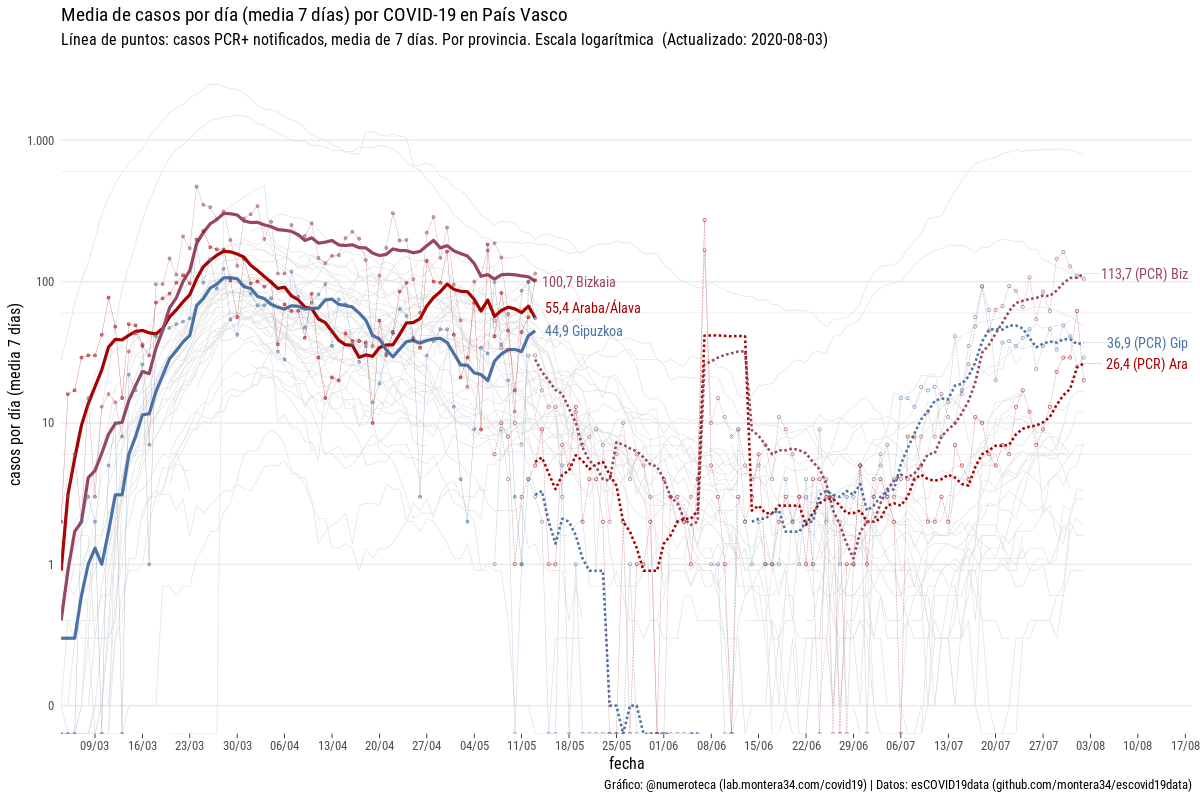 Media de casos por día (media 7 días) por COVID-19 en País Vasco
Línea de puntos: casos PCR+ notificados, media de 7 días. Por provincia. Escala logarítmica (Actualizado: 2020-08-03)
casos por día (media 7 días)
1.000
100
10
1
0
100,7 Bizkaia
55,4 Araba/Álava
44,9 Gipuzkoa
113,7 (PCR) Biz
36,9 (PCR) Gip
26,4 (PCR) Ara
09/03 16/03 23/03 30/03 06/04 13/04 20/04 27/04 04/05 11/05 18/05 25/05 01/06 08/06 15/06 22/06 29/06 06/07 13/07 20/07 27/07 03/08 10/08 17/08
fecha
Gráfico: @numeroteca (lab.montera34.com/covid19) | Datos: esCOVID19data (github.com/montera34/escovid19data)